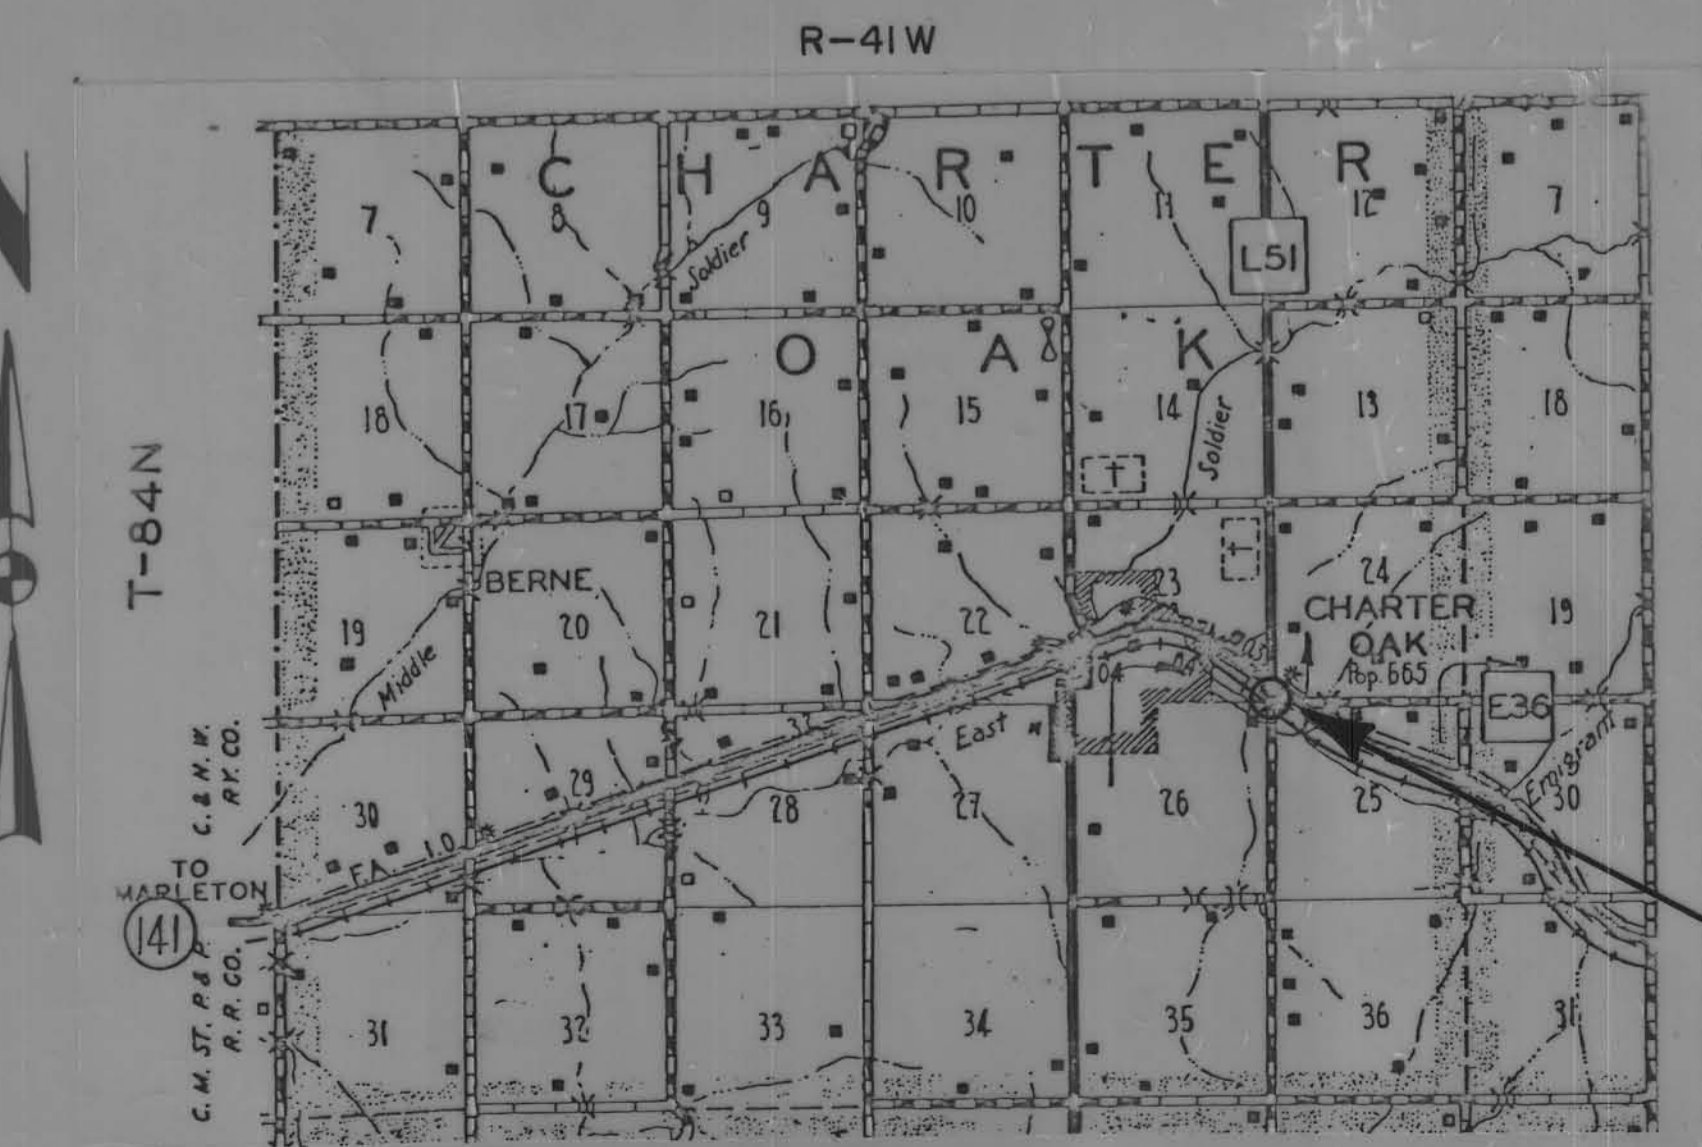 R-41W
C H A R T E R
7 8 9 10 11 12 7
Soldier
L51
O A K
18 17 16 15 14 13 18
Soldier
T-84N
BERNE
19 20 21 22 23 24 19
CHARTER
OAK
Pop. 665
Middle
East
E36
Emigrant
C. & N. W.
RY. CO.
30 29 28 27 26 25 30
F.A.
TO
MAPLETON
141
C. M. ST. P. & P.
R. R. CO.
31 32 33 34 35 36 31